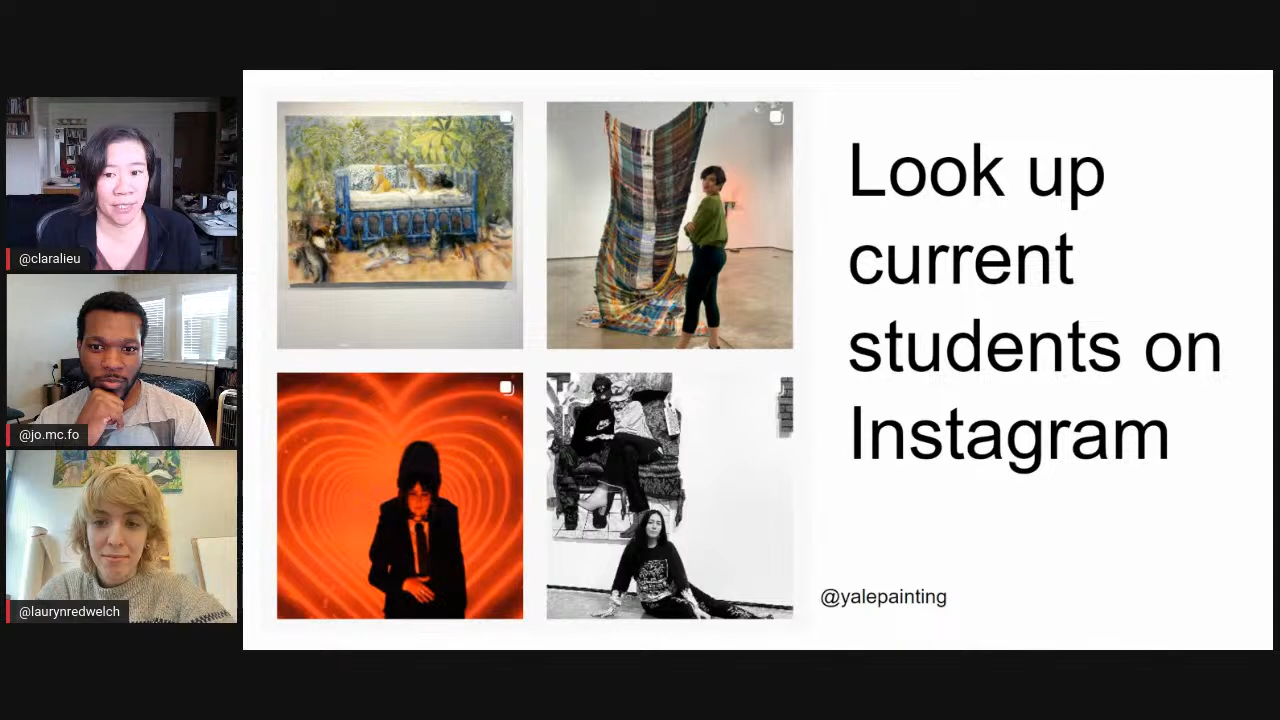 @claralieu
@jo.mc.fo
@laurynredwelch
Look up
current
students on
Instagram
@yalepainting